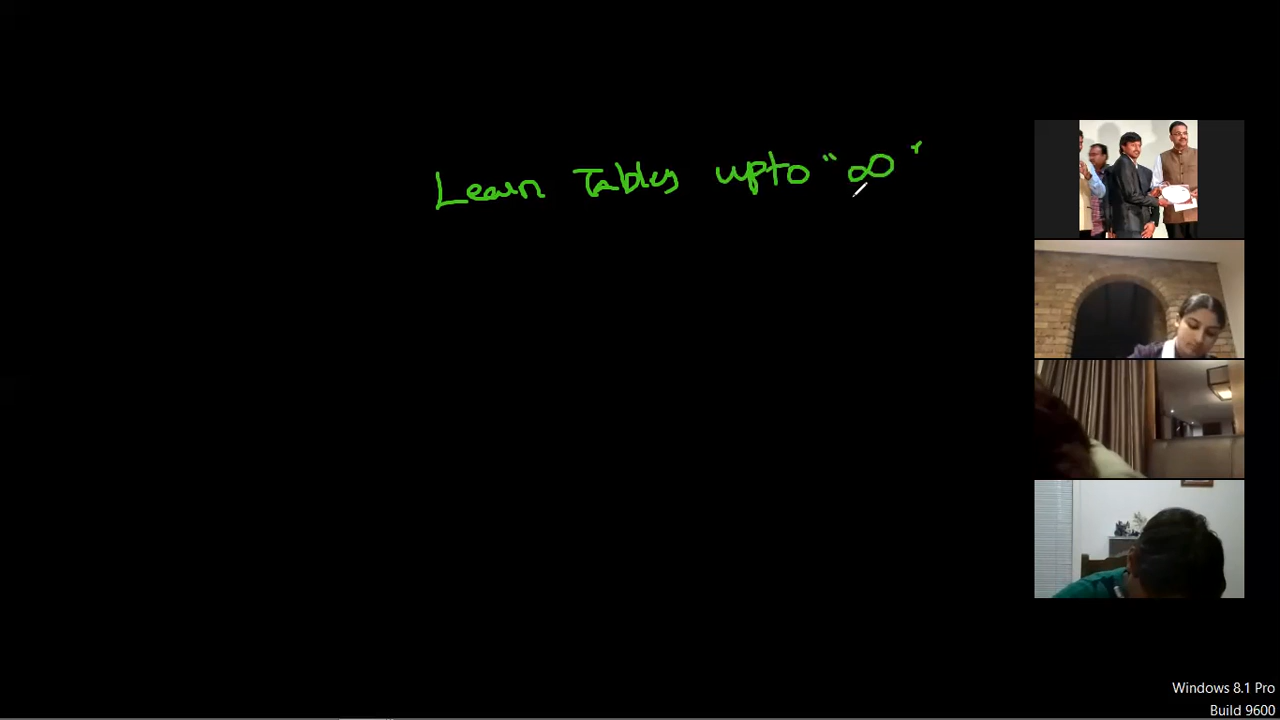 Learn Tables upto "∞"
Windows 8.1 Pro
Build 9600